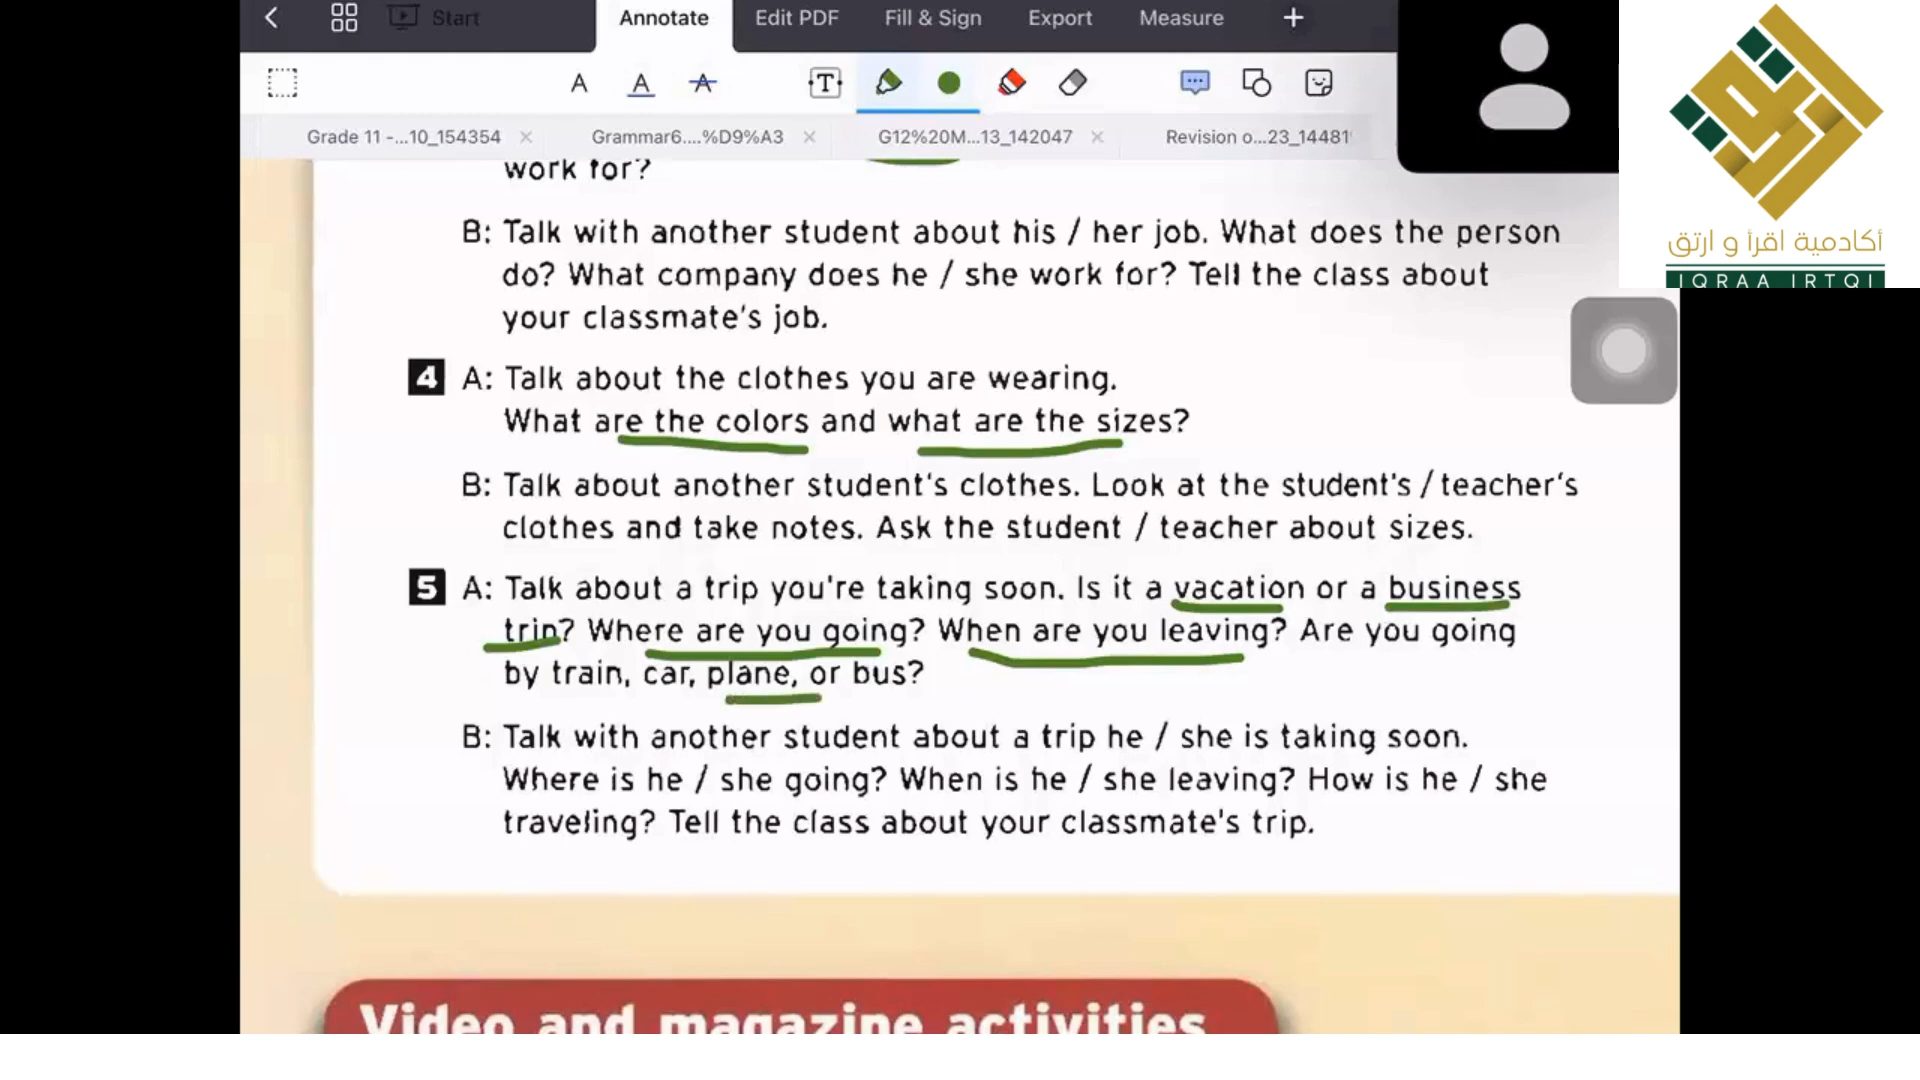 Start
Annotate
Edit PDF
Fill & Sign
Export
Measure
Grade 11 -...10_154354
Grammar6....%D9%A3
G12%20M...13_142047
Revision o...23_14481
work for?
B: Talk with another student about his / her job. What does the person
do? What company does he / she work for? Tell the class about
your classmate's job.
4 A: Talk about the clothes you are wearing.
What are the colors and what are the sizes?
B: Talk about another student's clothes. Look at the student's / teacher's
clothes and take notes. Ask the student / teacher about sizes.
5 A: Talk about a trip you're taking soon. Is it a vacation or a business
trip? Where are you going? When are you leaving? Are you going
by train, car, plane, or bus?
B: Talk with another student about a trip he / she is taking soon.
Where is he / she going? When is he / she leaving? How is he / she
traveling? Tell the class about your classmate's trip.
Video and magazine activities
أكادمية اقرأ و ارتق
IQRAA IRTQI